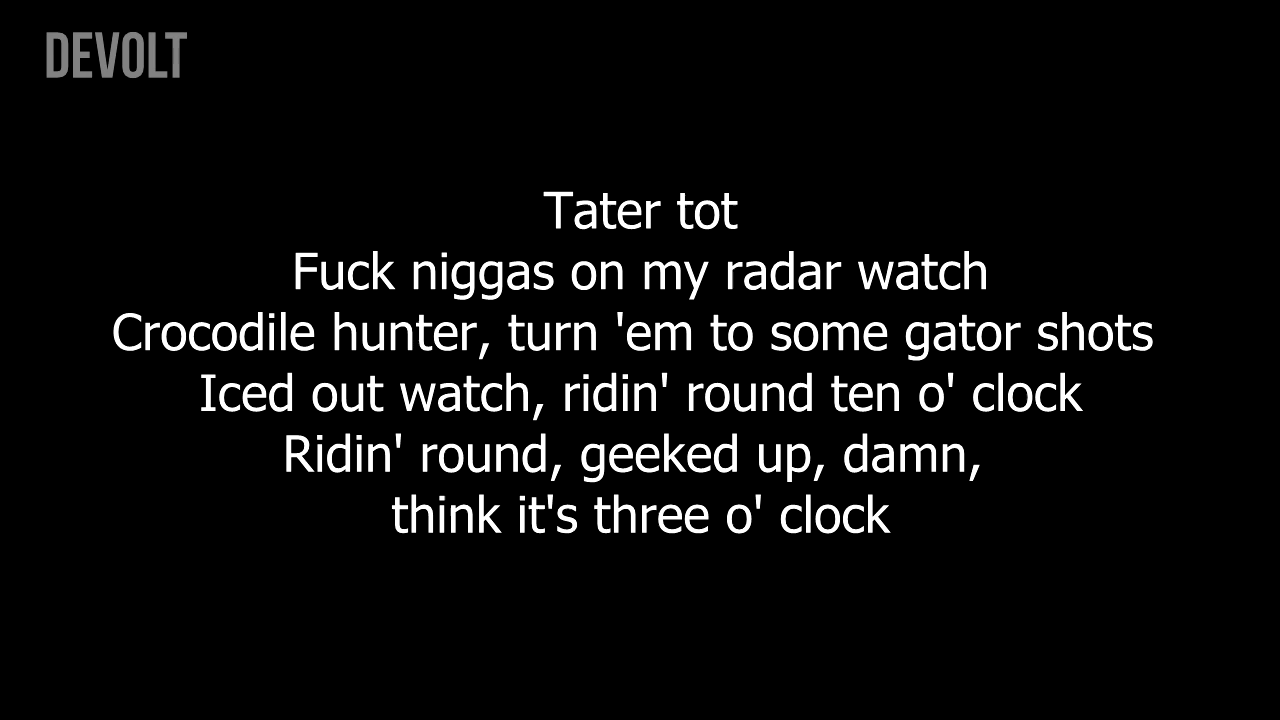 DEVOLT
Tater tot
Fuck niggas on my radar watch
Crocodile hunter, turn 'em to some gator shots
Iced out watch, ridin' round ten o' clock
Ridin' round, geeked up, damn,
think it's three o' clock